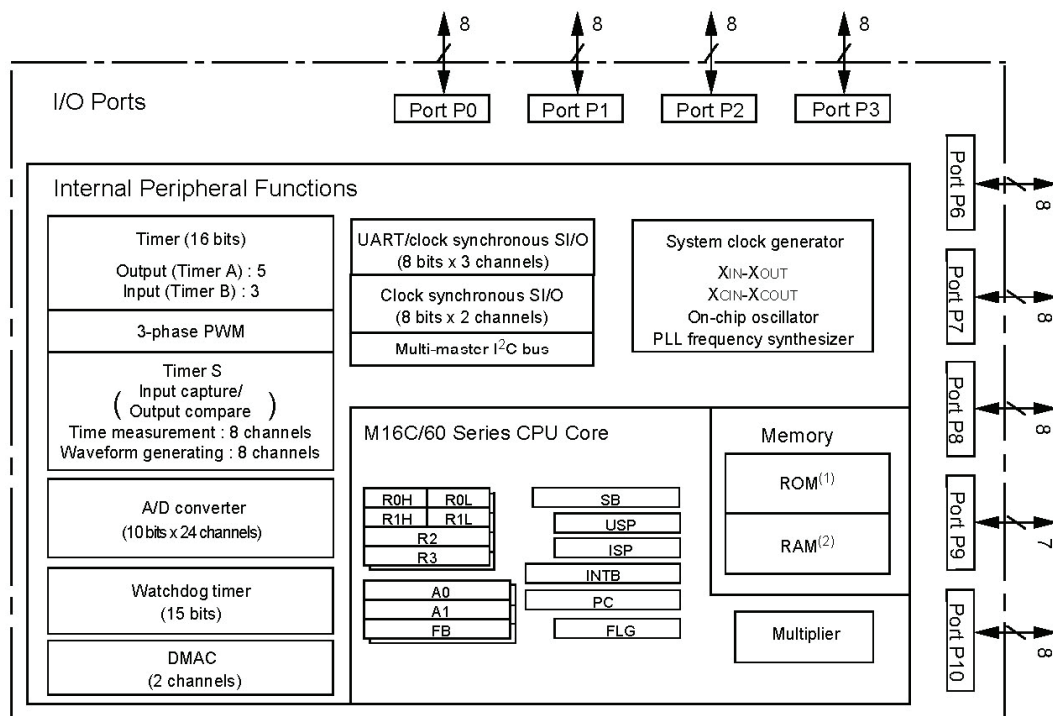 8
8
8
8
I/O Ports
Port P0
Port P1
Port P2
Port P3
Internal Peripheral Functions
Timer (16 bits)
Output (Timer A) : 5
Input (Timer B) : 3
3-phase PWM
Timer S
( Input capture/
Output compare )
Time measurement : 8 channels
Waveform generating : 8 channels
A/D converter
(10 bits x 24 channels)
Watchdog timer
(15 bits)
DMAC
(2 channels)
UART/clock synchronous SI/O
(8 bits x 3 channels)
Clock synchronous SI/O
(8 bits x 2 channels)
Multi-master I²C bus
System clock generator
XIN-XOUT
XCIN-XCOUT
On-chip oscillator
PLL frequency synthesizer
M16C/60 Series CPU Core
R0H
R0L
R1H
R1L
R2
R3
A0
A1
FB
SB
USP
ISP
INTB
PC
FLG
Memory
ROM(1)
RAM(2)
Multiplier
Port P6
8
Port P7
8
Port P8
8
Port P9
7
Port P10
8